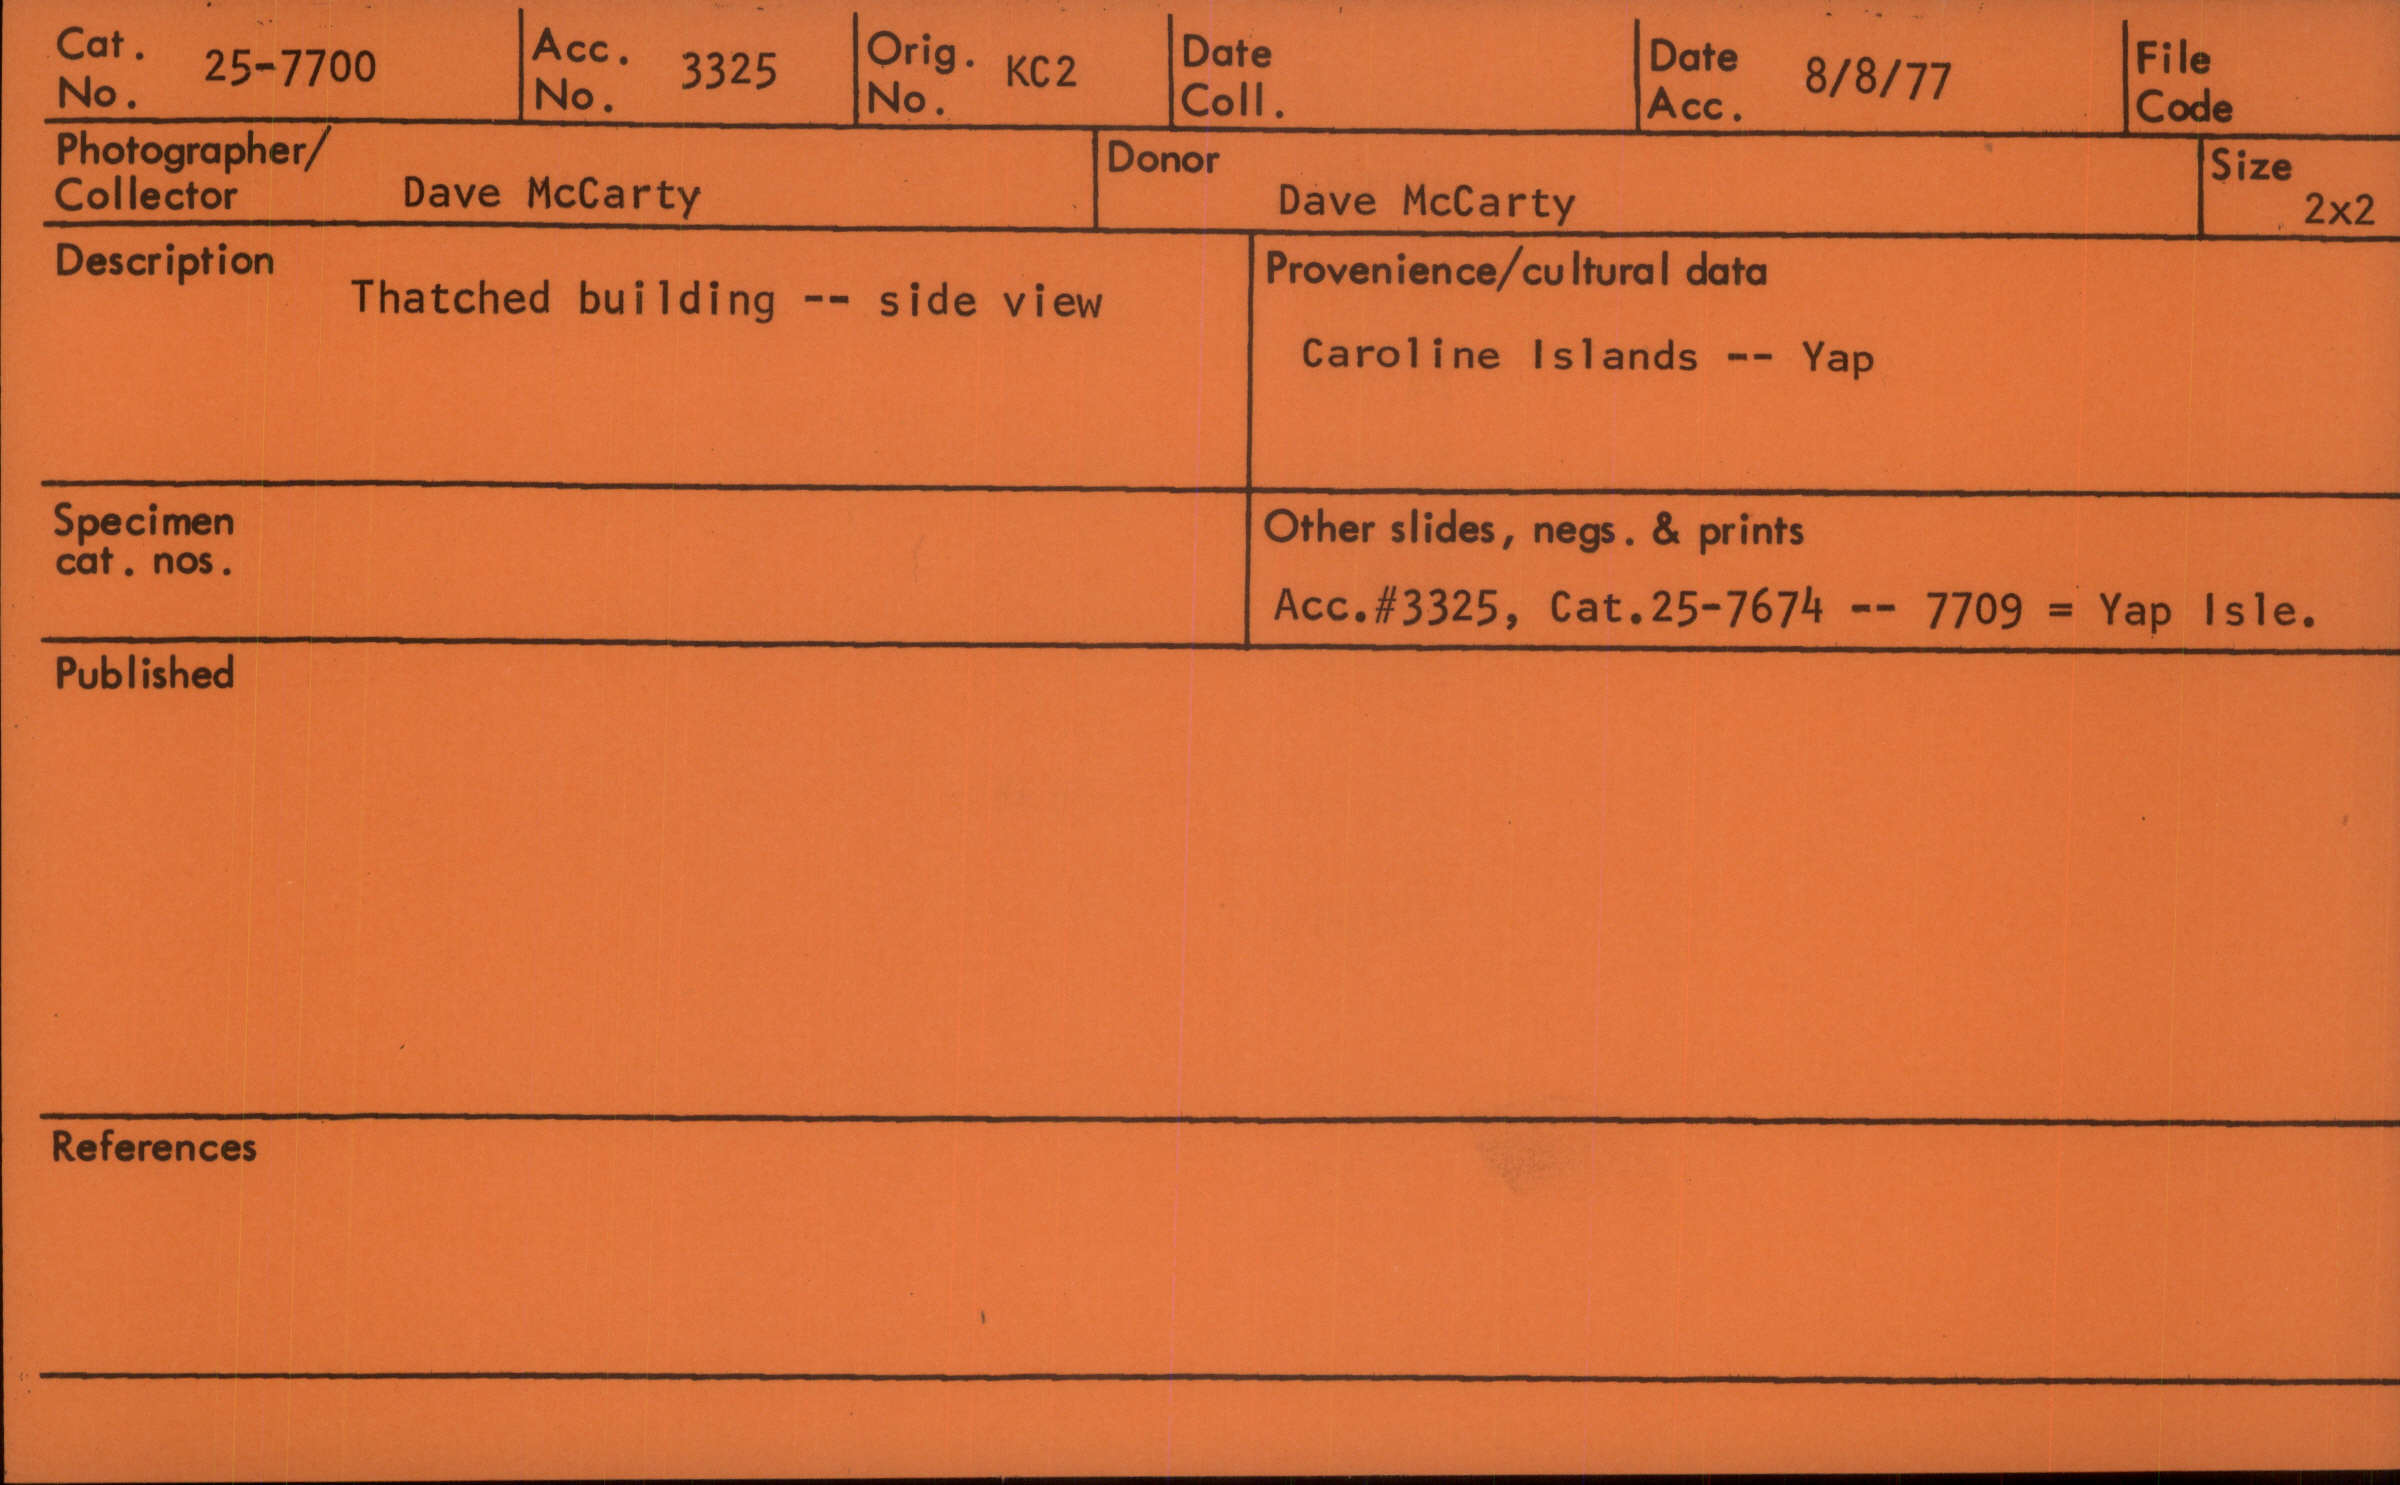 Cat. No. 25-7700 Acc. No. 3325 Orig. No. KC2 Date Coll. Date Acc. 8/8/77 File Code
Photographer/ Collector Dave McCarty Donor Dave McCarty Size 2x2
Description
Thatched building -- side view
Provenience/cultural data
Caroline Islands -- Yap
Specimen
cat. nos.
Other slides, negs. & prints
Acc.#3325, Cat.25-7674 -- 7709 = Yap Isle.
Published
References